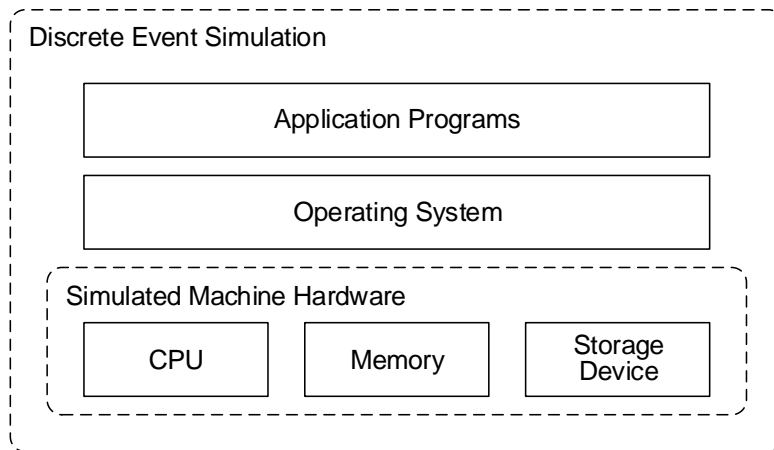 Discrete Event Simulation
Application Programs
Operating System
Simulated Machine Hardware
CPU
Memory
Storage
Device